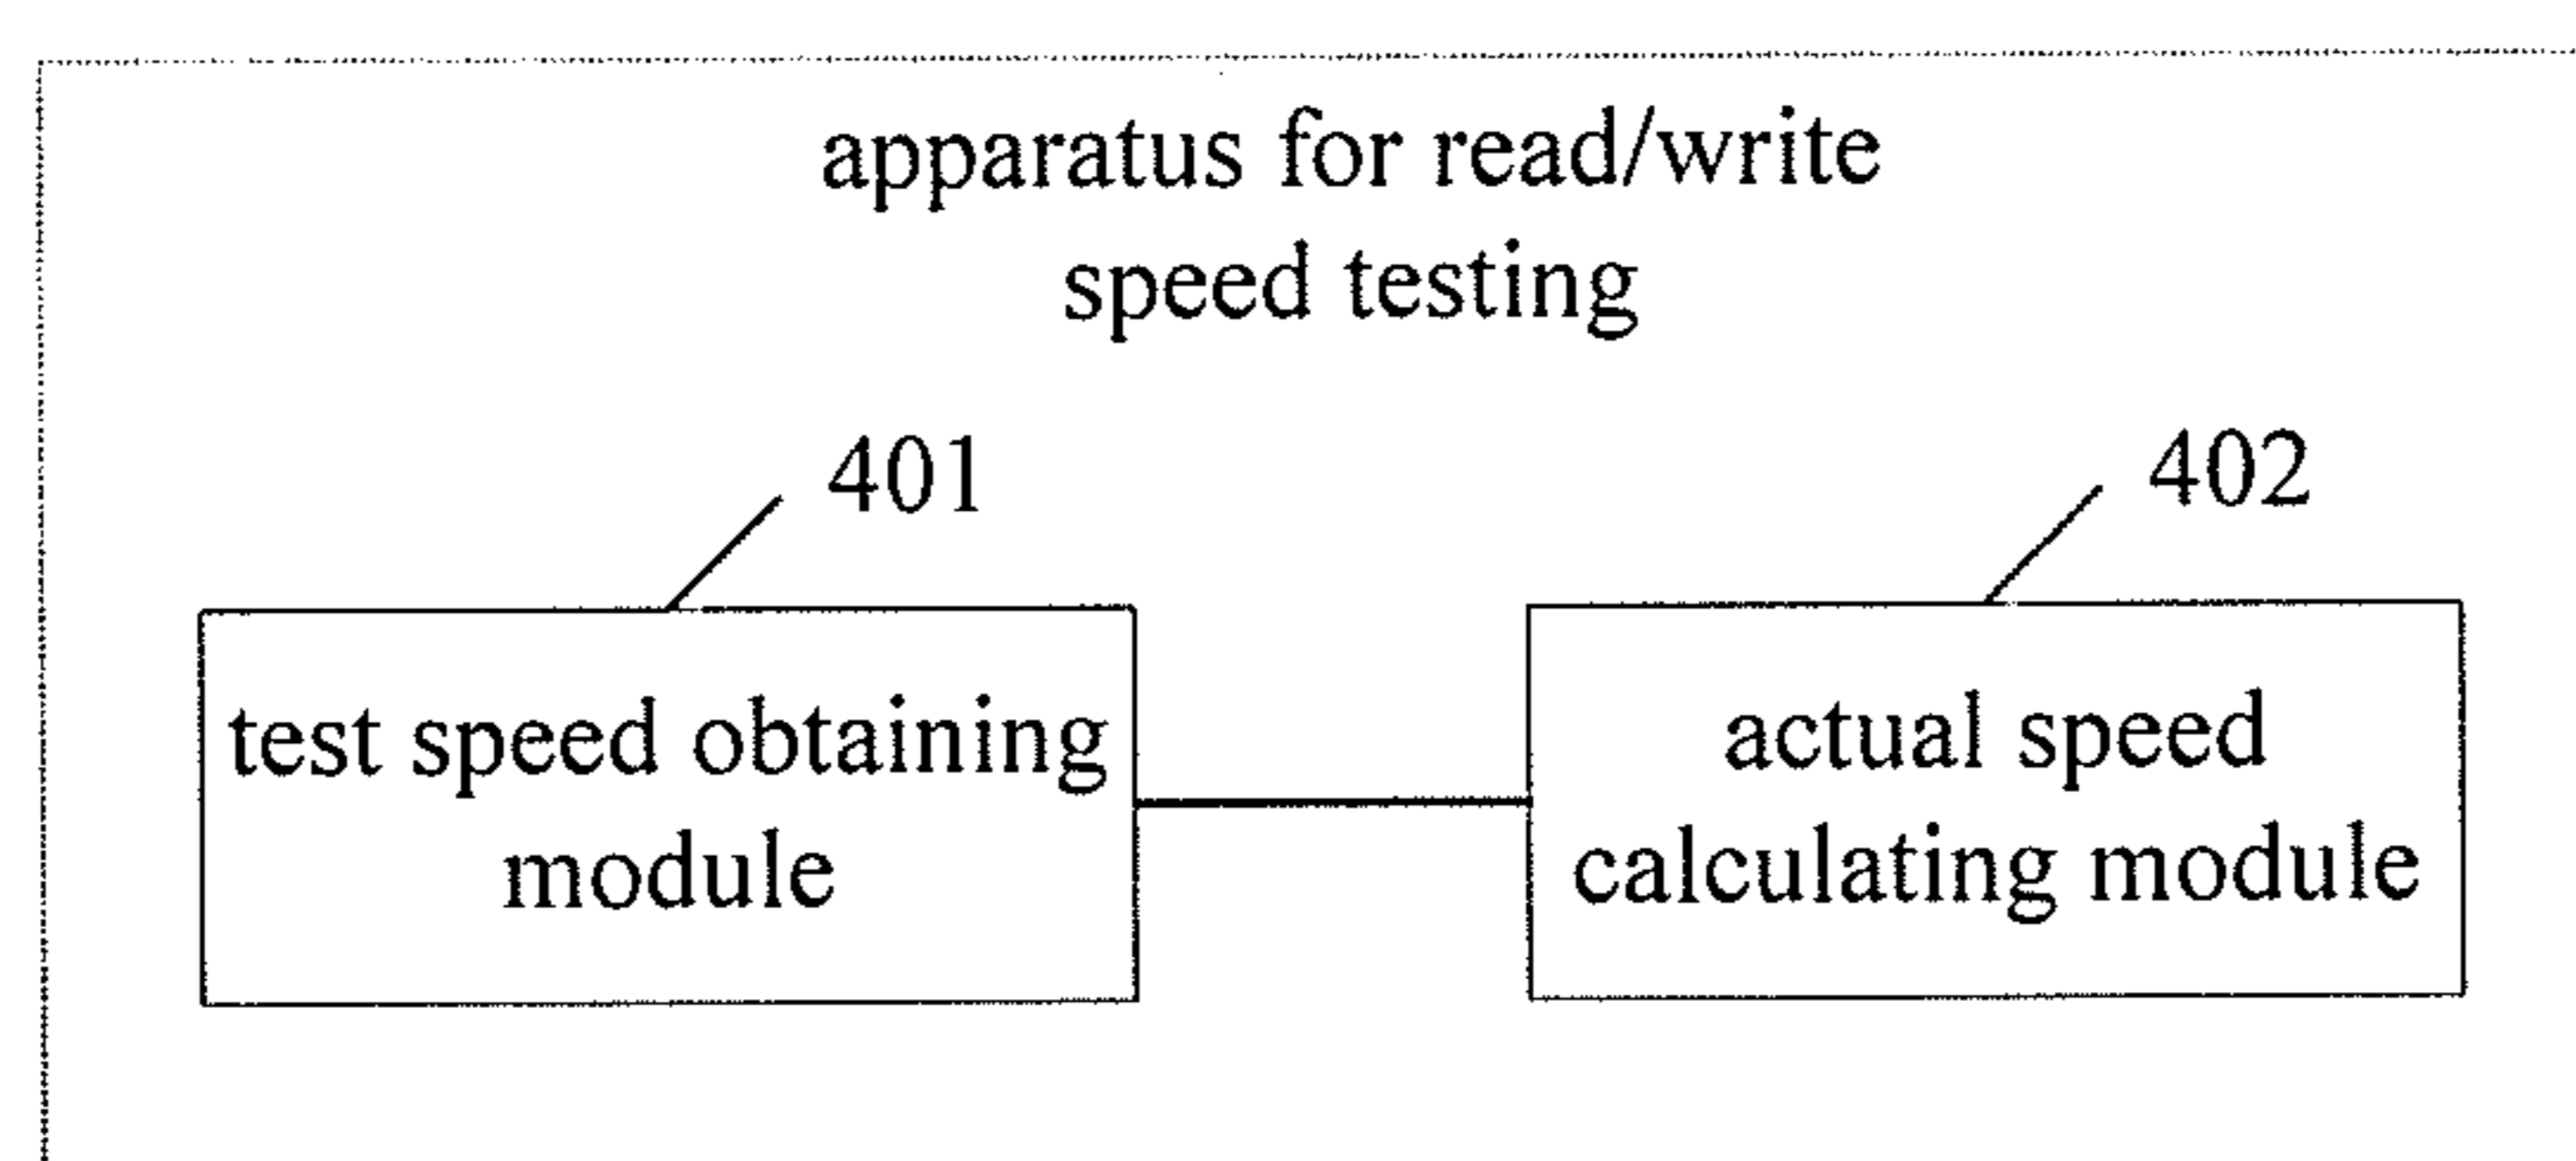 apparatus for read/write
speed testing
401
402
test speed obtaining
module
actual speed
calculating module